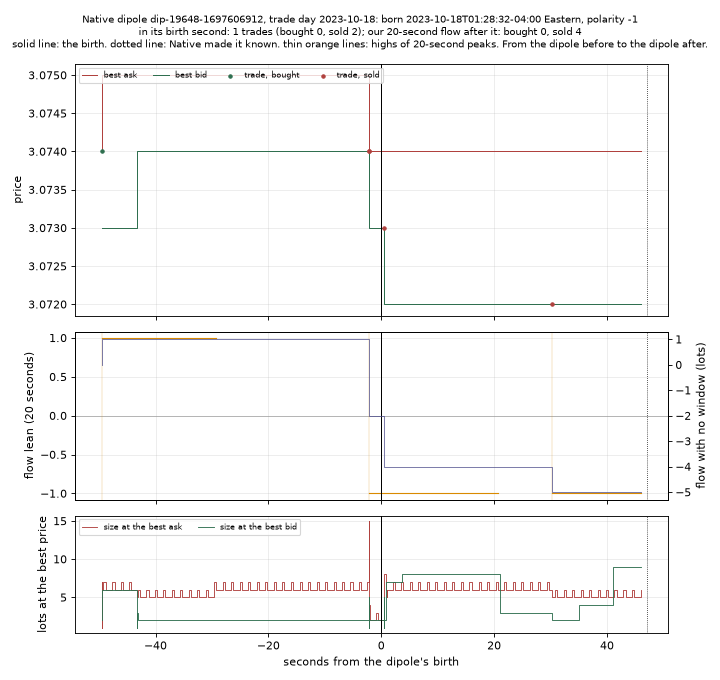 Native dipole dip-19648-1697606912, trade day 2023-10-18: born 2023-10-18T01:28:32-04:00 Eastern, polarity -1
in its birth second: 1 trades (bought 0, sold 2); our 20-second flow after it: bought 0, sold 4
solid line: the birth. dotted line: Native made it known. thin orange lines: highs of 20-second peaks. From the dipole before to the dipole after.
best ask best bid trade, bought trade, sold
3.0750
3.0745
3.0740
3.0735
3.0730
3.0725
3.0720
price
1.0
0.5
0.0
−0.5
−1.0
flow lean (20 seconds)
1
0
−1
−2
−3
−4
−5
flow with no window (lots)
size at the best ask size at the best bid
15
10
5
lots at the best price
−40 −20 0 20 40
seconds from the dipole's birth